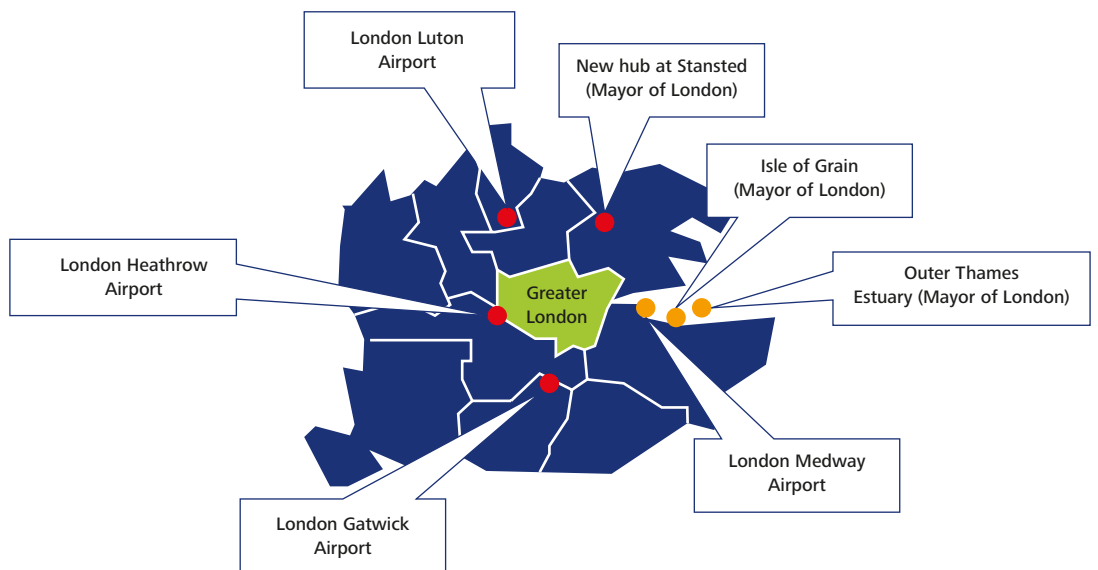 London Luton
Airport
New hub at Stansted
(Mayor of London)
Isle of Grain
(Mayor of London)
London Heathrow
Airport
Greater
London
Outer Thames
Estuary (Mayor of London)
London Medway
Airport
London Gatwick
Airport